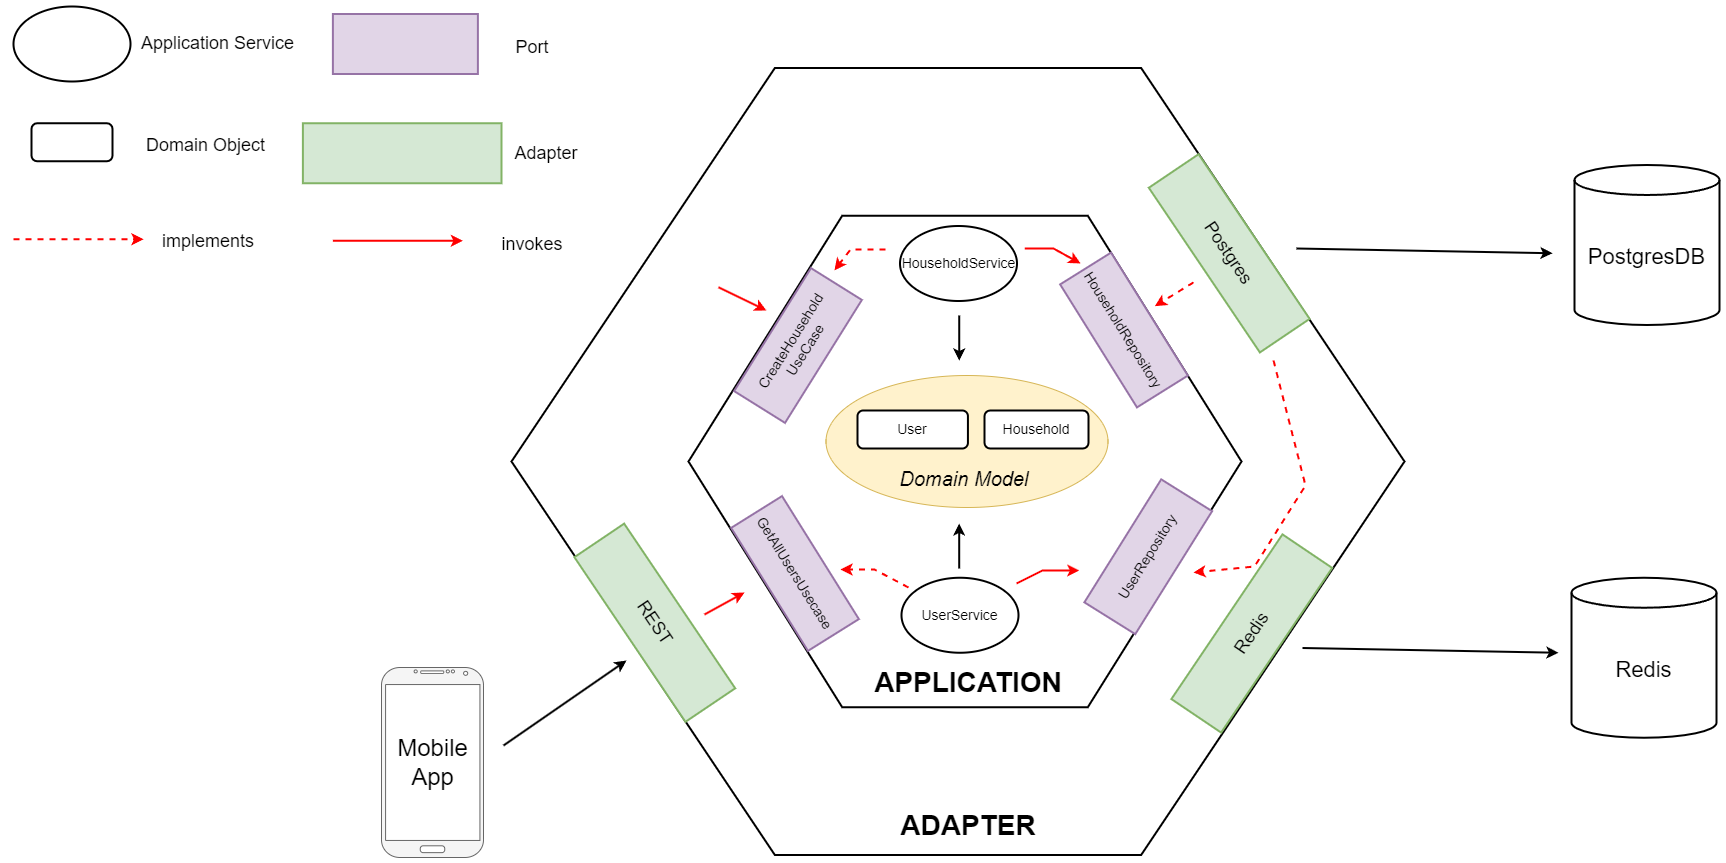 Application Service
Port
Domain Object
Adapter
implements
invokes
HouseholdService
CreateHousehold
UseCase
HouseholdRepository
Postgres
PostgresDB
User
Household
Domain Model
GetAllUsersUsecase
UserRepository
UserService
REST
Redis
Redis
APPLICATION
Mobile
App
ADAPTER